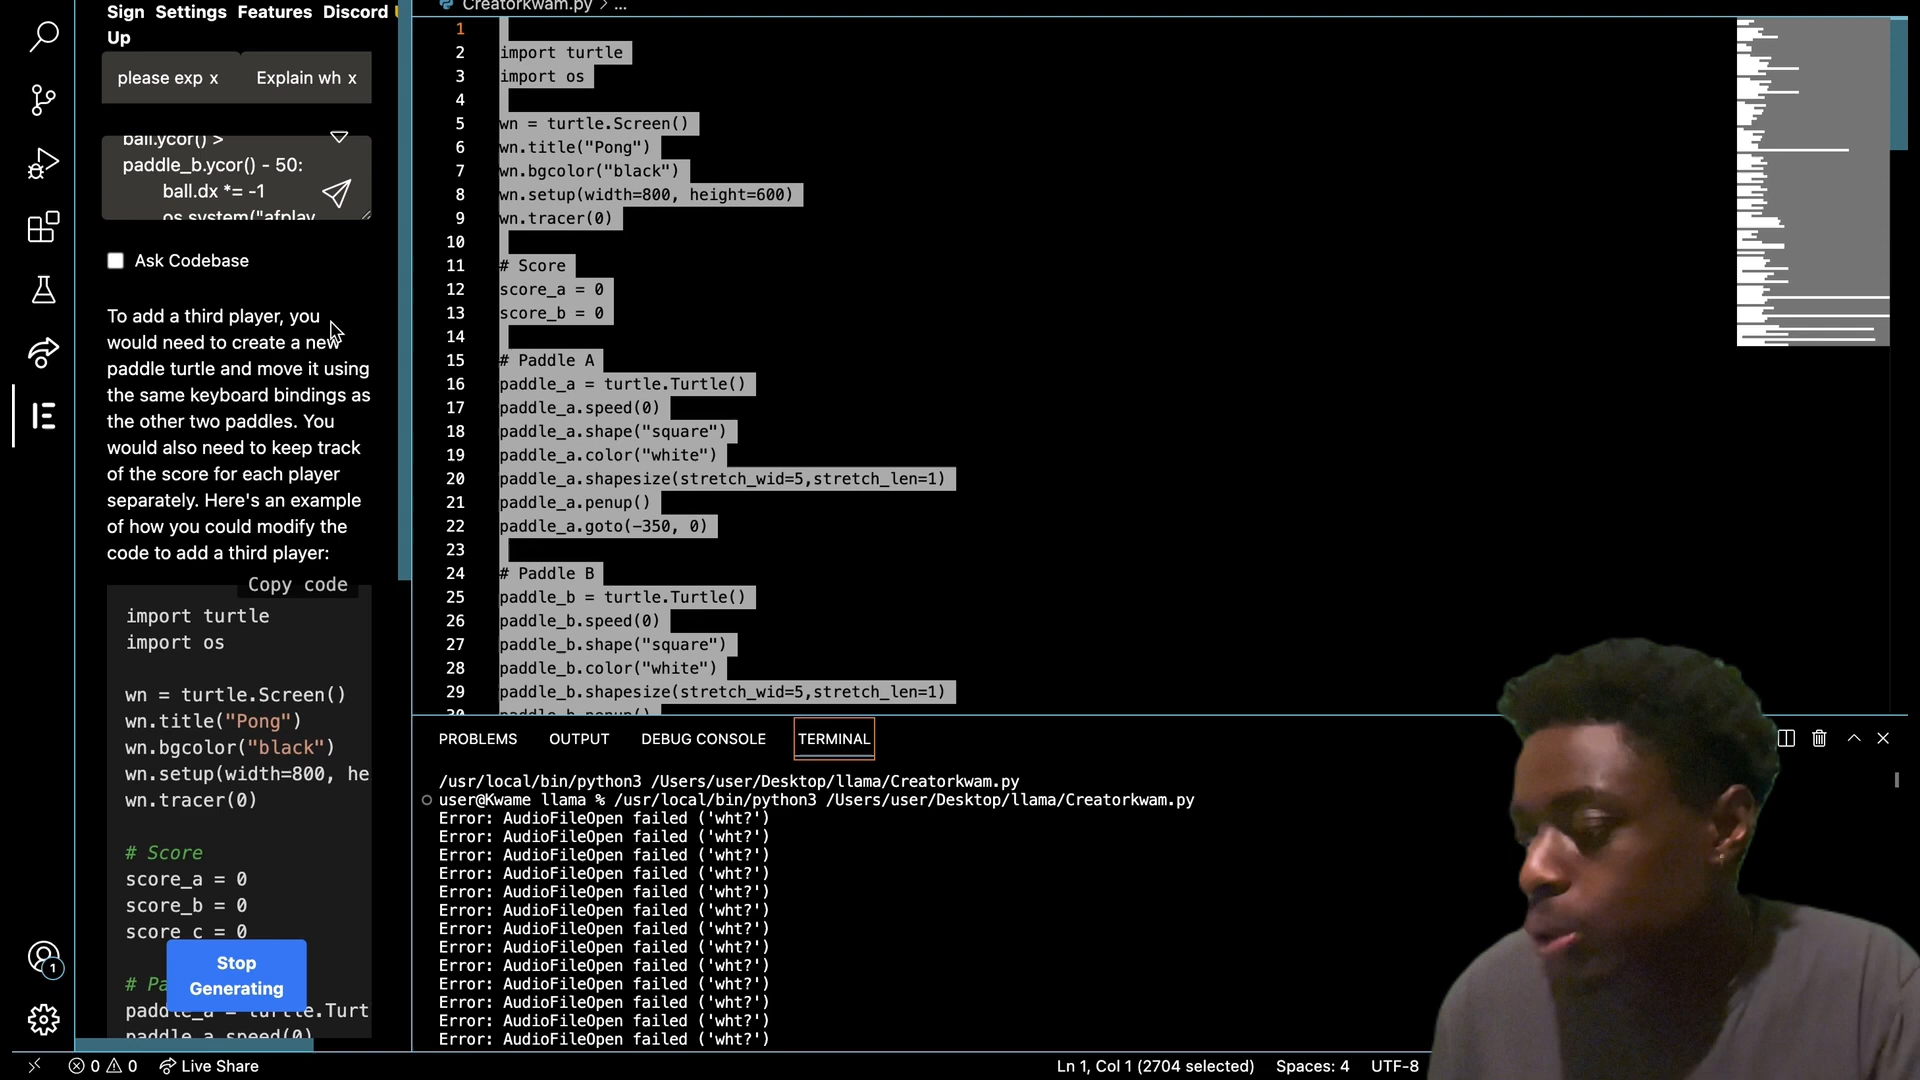 Sign Up Settings Features Discord
please exp x Explain wh x
ball.ycor() >
paddle_b.ycor() - 50:
ball.dx *= -1
os.system("afplay
Ask Codebase
To add a third player, you
would need to create a new
paddle turtle and move it using
the same keyboard bindings as
the other two paddles. You
would also need to keep track
of the score for each player
separately. Here's an example
of how you could modify the
code to add a third player:
Copy code
import turtle
import os
wn = turtle.Screen()
wn.title("Pong")
wn.bgcolor("black")
wn.setup(width=800, he
wn.tracer(0)
# Score
score_a = 0
score_b = 0
score_c = 0
# Pa
paddle_a = turtle.Turt
paddle_a.speed(0)
Stop
Generating
1
0 0 Live Share
Creatorkwam.py > ...
1
2 import turtle
3 import os
4
5 wn = turtle.Screen()
6 wn.title("Pong")
7 wn.bgcolor("black")
8 wn.setup(width=800, height=600)
9 wn.tracer(0)
10
11 # Score
12 score_a = 0
13 score_b = 0
14
15 # Paddle A
16 paddle_a = turtle.Turtle()
17 paddle_a.speed(0)
18 paddle_a.shape("square")
19 paddle_a.color("white")
20 paddle_a.shapesize(stretch_wid=5,stretch_len=1)
21 paddle_a.penup()
22 paddle_a.goto(-350, 0)
23
24 # Paddle B
25 paddle_b = turtle.Turtle()
26 paddle_b.speed(0)
27 paddle_b.shape("square")
28 paddle_b.color("white")
29 paddle_b.shapesize(stretch_wid=5,stretch_len=1)
30 paddle_b.penup()
PROBLEMS OUTPUT DEBUG CONSOLE TERMINAL
/usr/local/bin/python3 /Users/user/Desktop/llama/Creatorkwam.py
user@Kwame llama % /usr/local/bin/python3 /Users/user/Desktop/llama/Creatorkwam.py
Error: AudioFileOpen failed ('wht?')
Error: AudioFileOpen failed ('wht?')
Error: AudioFileOpen failed ('wht?')
Error: AudioFileOpen failed ('wht?')
Error: AudioFileOpen failed ('wht?')
Error: AudioFileOpen failed ('wht?')
Error: AudioFileOpen failed ('wht?')
Error: AudioFileOpen failed ('wht?')
Error: AudioFileOpen failed ('wht?')
Error: AudioFileOpen failed ('wht?')
Error: AudioFileOpen failed ('wht?')
Error: AudioFileOpen failed ('wht?')
Error: AudioFileOpen failed ('wht?')
Ln 1, Col 1 (2704 selected) Spaces: 4 UTF-8